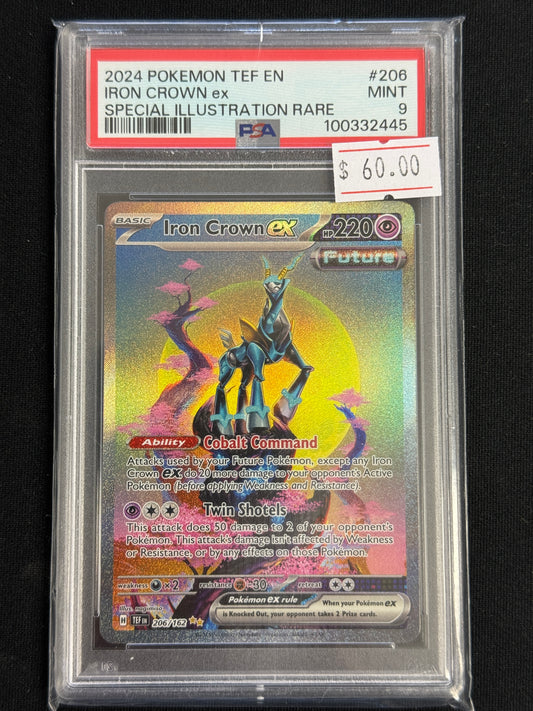 2024 POKEMON TEF EN #206
IRON CROWN ex MINT
SPECIAL ILLUSTRATION RARE 9
PSA 100332445
$ 60.00
BASIC Iron Crown ex HP 220
Future
Ability Cobalt Command
Attacks used by your Future Pokémon, except any Iron
Crown ex, do 20 more damage to your opponent's Active
Pokémon (before applying Weakness and Resistance).
Twin Shotels
This attack does 50 damage to 2 of your opponent's
Pokémon. This attack's damage isn't affected by Weakness
or Resistance, or by any effects on those Pokémon.
weakness ×2 resistance -30 retreat
Pokémon ex rule When your Pokémon ex
is Knocked Out, your opponent takes 2 Prize cards.
Illus.
H TEF EN 206/162